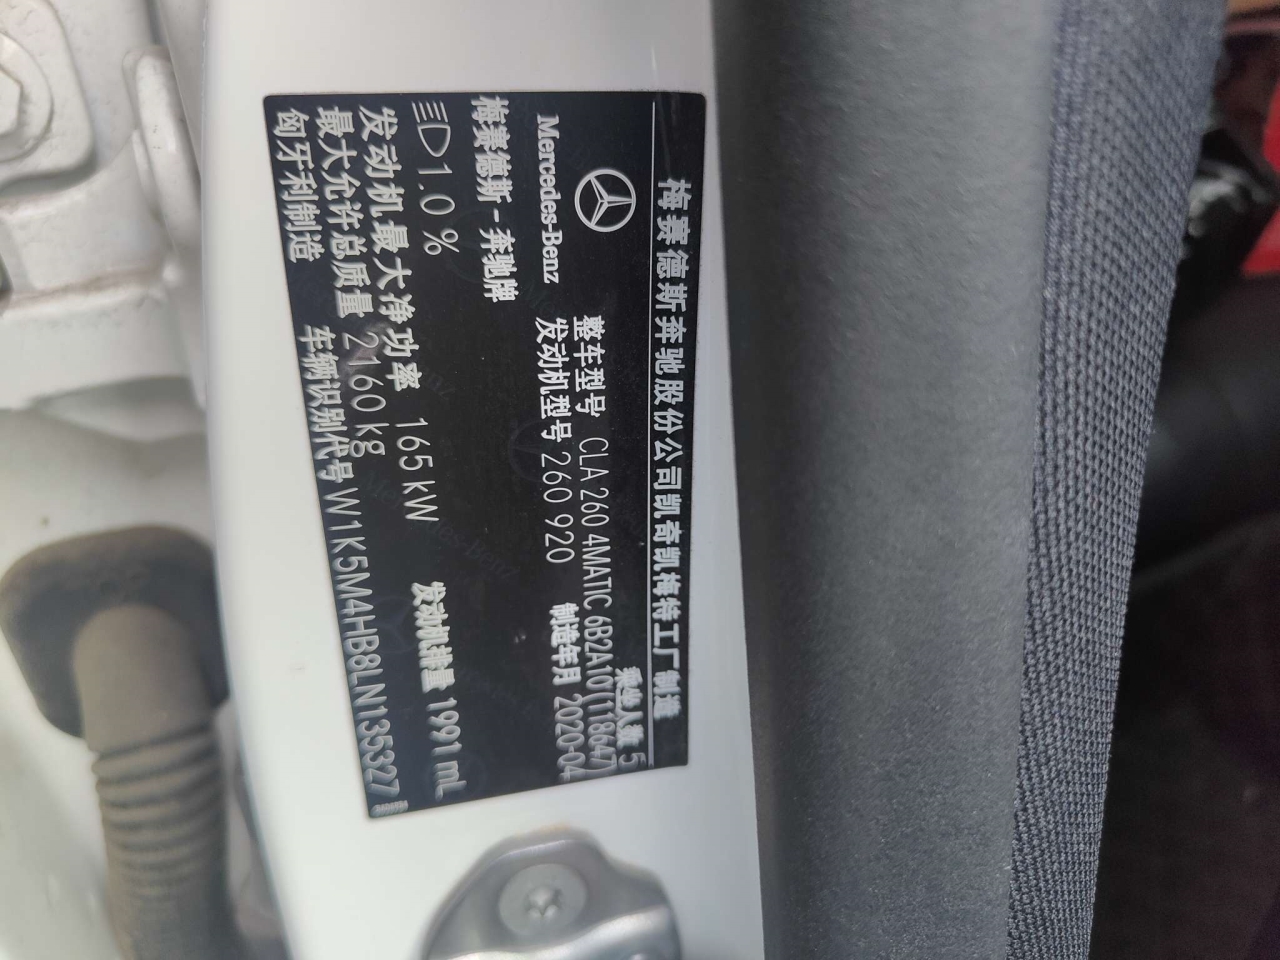 梅赛德斯奔驰股份公司凯奇凯梅特工厂制造
乘坐人数 5
Mercedes-Benz
整车型号 CLA 260 4MATIC 6B2A10(118647)
发动机型号 260 920
制造年月 2020-04
梅赛德斯-奔驰牌
1.0 %
发动机最大净功率 165 kW
发动机排量 1991 mL
最大允许总质量 2160 kg
匈牙利制造
车辆识别代号 W1K5M4HB8LN135327